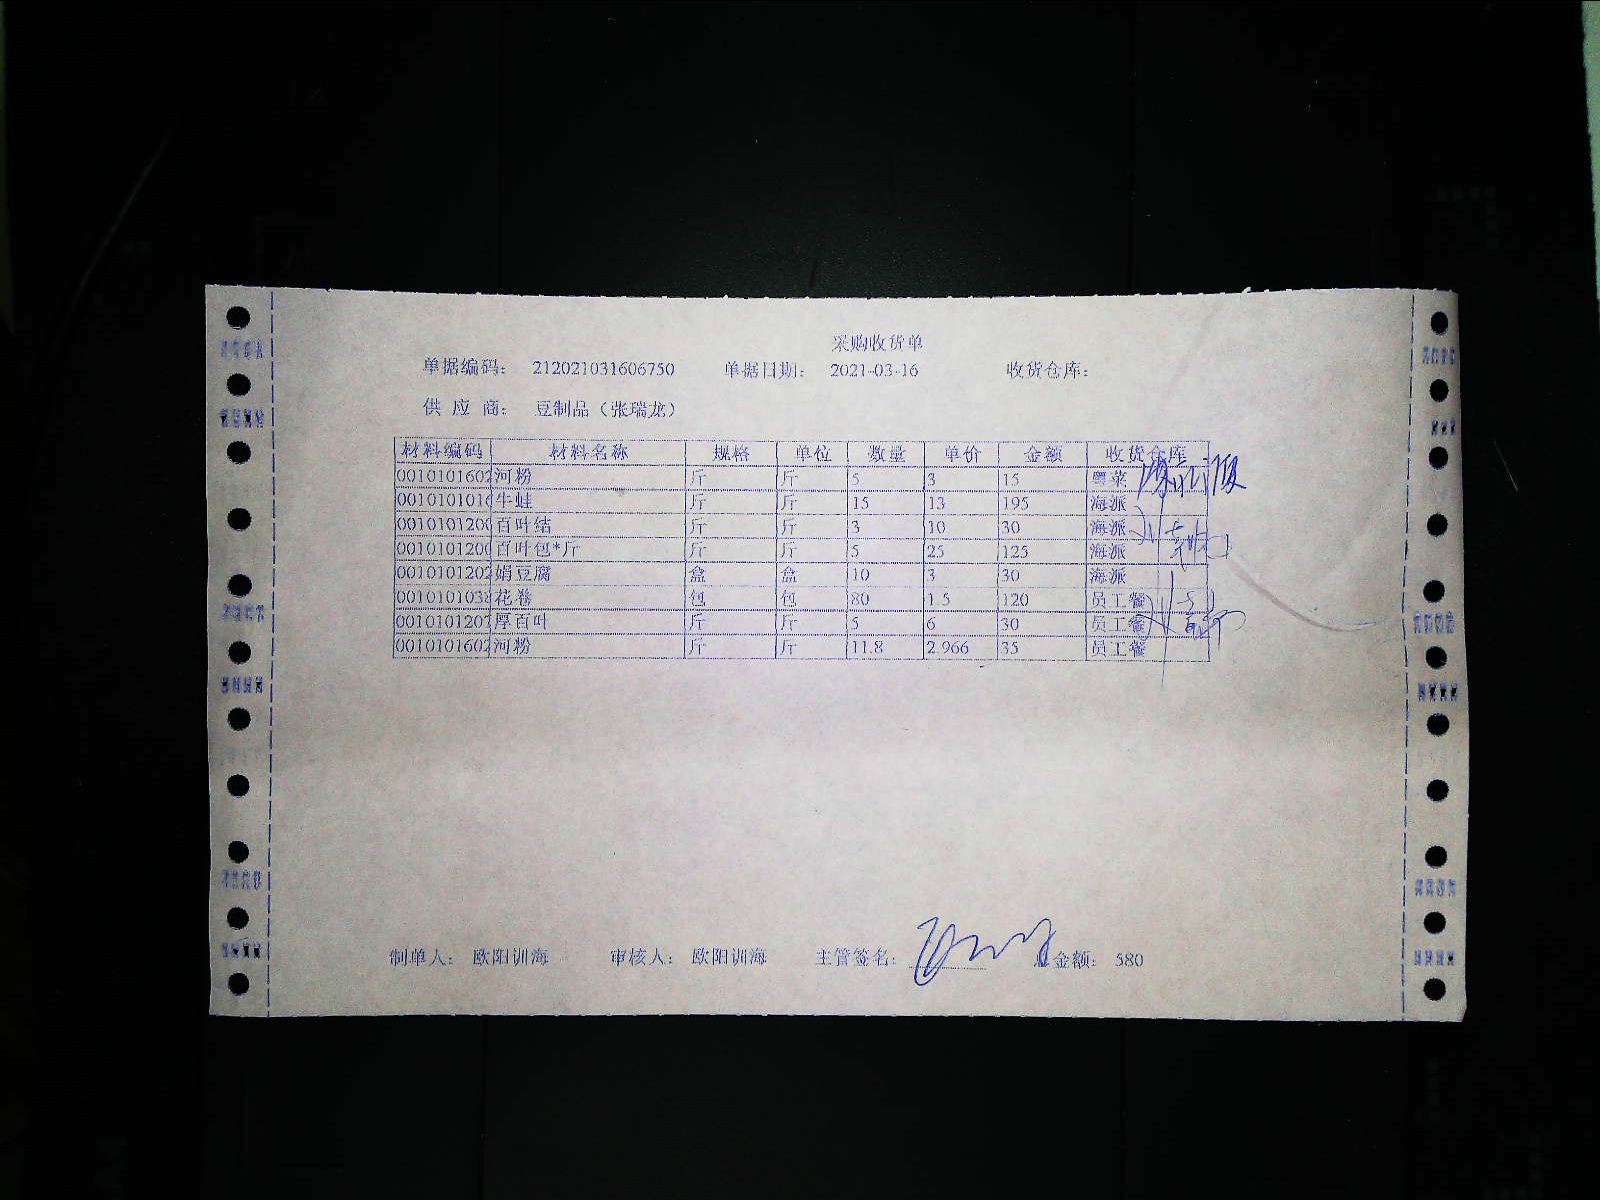 采购收货单
单据编码: 212021031606750 单据日期: 2021-03-16 收货仓库:
供 应 商: 豆制品（张瑞龙）
材料编码 材料名称 规格 单位 数量 单价 金额 收货仓库
0010101602 河粉 斤 斤 5 3 15 粤菜
001010101 牛蛙 斤 斤 15 13 195 海派
001010120 百叶结 斤 斤 3 10 30 海派
001010120 百叶包*斤 斤 斤 5 25 125 海派
0010101202 娟豆腐 盒 盒 10 3 30 海派
001010103 花卷 包 包 80 1.5 120 员工餐
001010120 厚百叶 斤 斤 5 6 30 员工餐
0010101602 河粉 斤 斤 11.8 2.966 35 员工餐
制单人: 欧阳训海 审核人: 欧阳训海 主管签名: 金额: 580